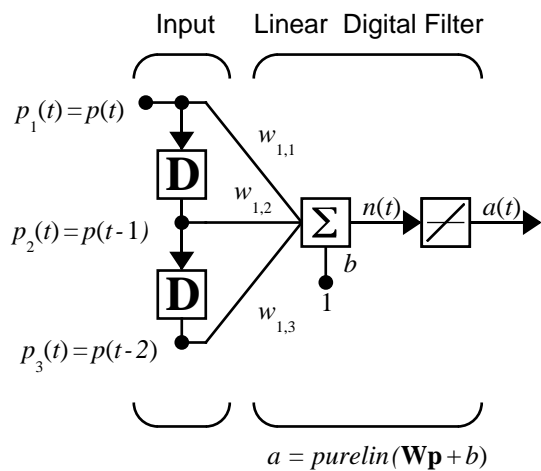 Input Linear Digital Filter
p1(t) = p(t)
w1,1
D
w1,2
n(t) a(t)
p2(t) = p(t-1)
Σ
b
D
1
w1,3
p3(t) = p(t-2)
a = purelin(Wp + b)